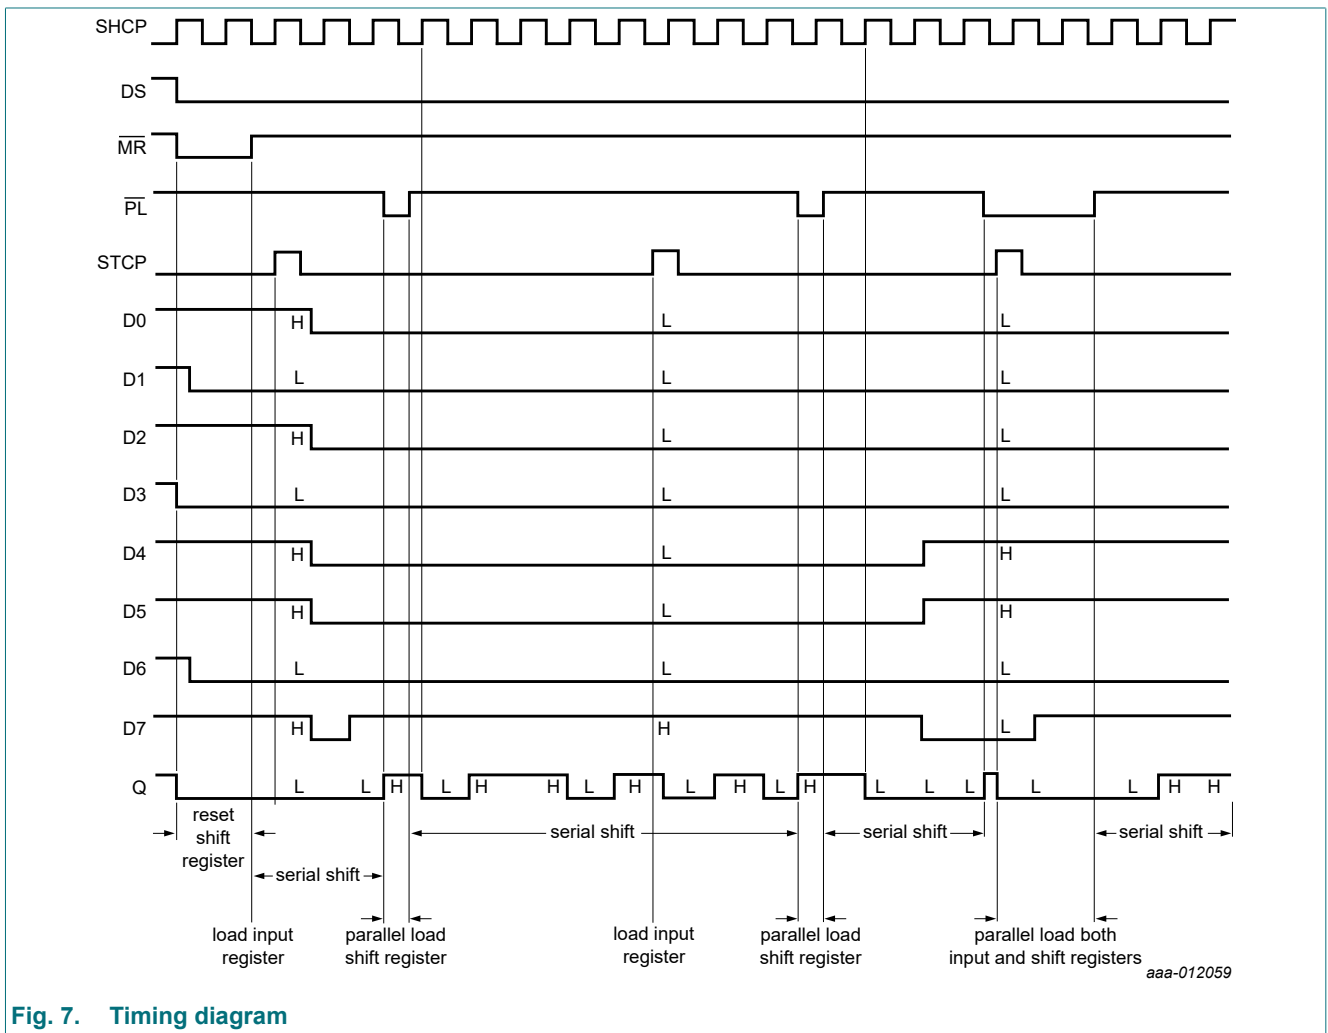 SHCP
DS
MR
PL
STCP
D0 H L L
D1 L L L
D2 H L L
D3 L L L
D4 H L H
D5 H L H
D6 L L L
D7 H H L
Q L L H L H H L H L H L H L L L L L H H
reset
shift
register
serial shift serial shift serial shift
serial shift
load input
register
parallel load
shift register
load input
register
parallel load
shift register
parallel load both
input and shift registers
aaa-012059
Fig. 7. Timing diagram